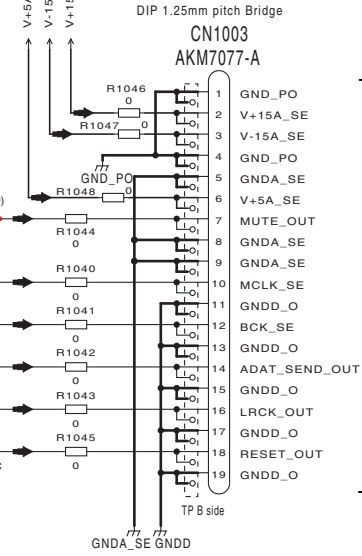 DIP 1.25mm pitch Bridge
CN1003
AKM7077-A
V+5A
V-15
V+15
R1046
0
1 GND_PO
2 V+15A_SE
R1047 0
3 V-15A_SE
4 GND_PO
GND_PO
5 GNDA_SE
R1048 0
6 V+5A_SE
7 MUTE_OUT
R1044
0
8 GNDA_SE
9 GNDA_SE
R1040
0
10 MCLK_SE
11 GNDD_O
R1041
0
12 BCK_SE
13 GNDD_O
R1042
0
14 ADAT_SEND_OUT
15 GNDD_O
R1043
0
16 LRCK_OUT
17 GNDD_O
R1045
0
18 RESET_OUT
19 GNDD_O
TP B side
GNDA_SE GNDD